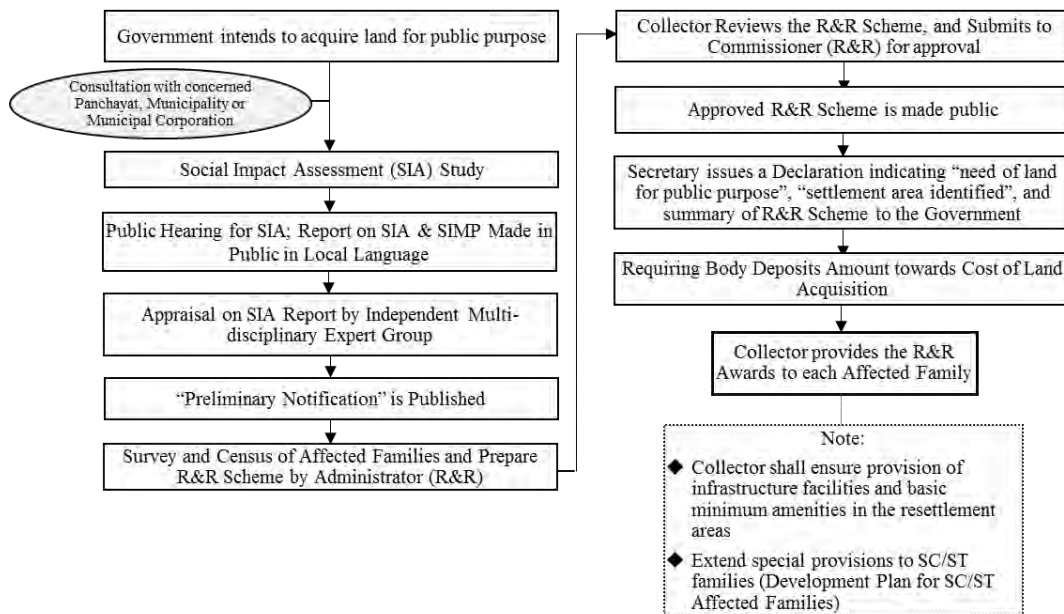 Government intends to acquire land for public purpose
Consultation with concerned
Panchayat, Municipality or
Municipal Corporation
Social Impact Assessment (SIA) Study
Public Hearing for SIA; Report on SIA & SIMP Made in
Public in Local Language
Appraisal on SIA Report by Independent Multi-
disciplinary Expert Group
“Preliminary Notification” is Published
Survey and Census of Affected Families and Prepare
R&R Scheme by Administrator (R&R)
Collector Reviews the R&R Scheme, and Submits to
Commissioner (R&R) for approval
Approved R&R Scheme is made public
Secretary issues a Declaration indicating “need of land
for public purpose”, “settlement area identified”, and
summary of R&R Scheme to the Government
Requiring Body Deposits Amount towards Cost of Land
Acquisition
Collector provides the R&R
Awards to each Affected Family
Note:
◆ Collector shall ensure provision of
infrastructure facilities and basic
minimum amenities in the resettlement
areas
◆ Extend special provisions to SC/ST
families (Development Plan for SC/ST
Affected Families)